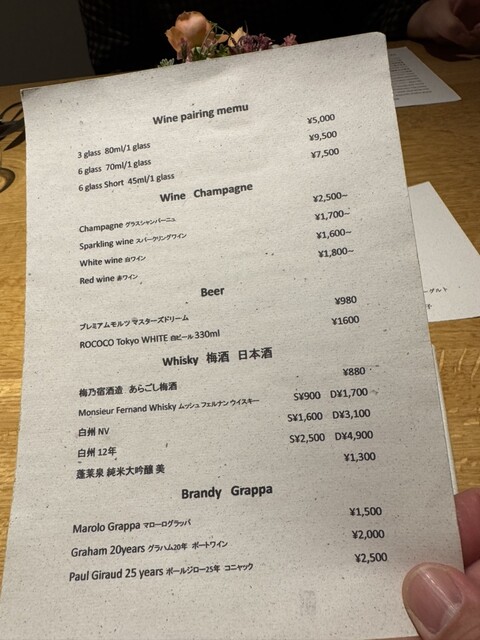 Wine pairing memu
3 glass 80ml/1 glass ¥5,000
6 glass 70ml/1 glass ¥9,500
6 glass Short 45ml/1 glass ¥7,500
Wine Champagne
Champagne グラスシャンパーニュ ¥2,500~
Sparkling wine スパークリングワイン ¥1,700~
White wine 白ワイン ¥1,600~
Red wine 赤ワイン ¥1,800~
Beer
プレミアムモルツ マスターズドリーム ¥980
ROCOCO Tokyo WHITE 白ビール 330ml ¥1600
Whisky 梅酒 日本酒
梅乃宿酒造 あらごし梅酒 ¥880
Monsieur Fernand Whisky ムッシュフェルナン ウイスキー S¥900 D¥1,700
白州 NV S¥1,600 D¥3,100
白州 12年 S¥2,500 D¥4,900
蓬莱泉 純米大吟醸 美 ¥1,300
Brandy Grappa
Marolo Grappa マローログラッパ ¥1,500
Graham 20years グラハム20年 ポートワイン ¥2,000
Paul Giraud 25 years ポールジロー25年 コニャック ¥2,500